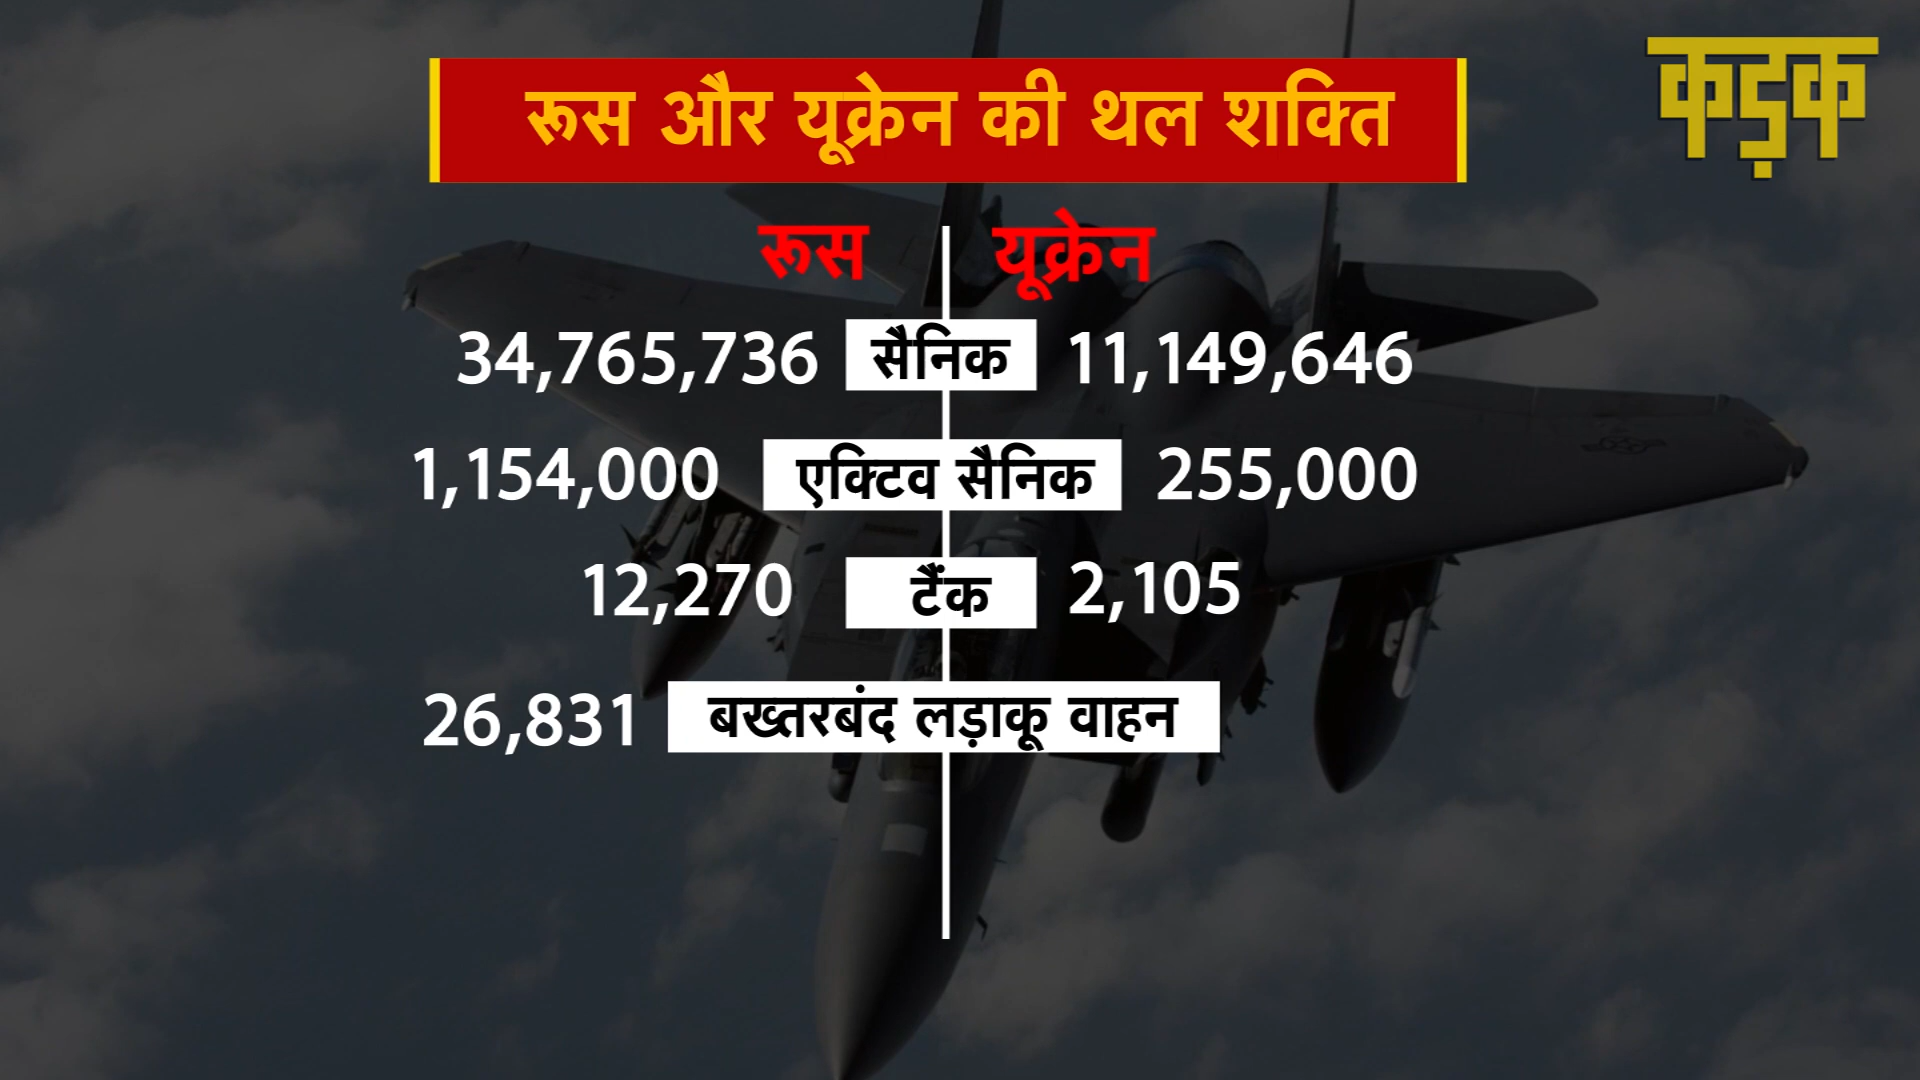 कड़क
रूस और यूक्रेन की थल शक्ति
रूस यूक्रेन
34,765,736 सैनिक 11,149,646
1,154,000 एक्टिव सैनिक 255,000
12,270 टैंक 2,105
26,831 बख्तरबंद लड़ाकू वाहन